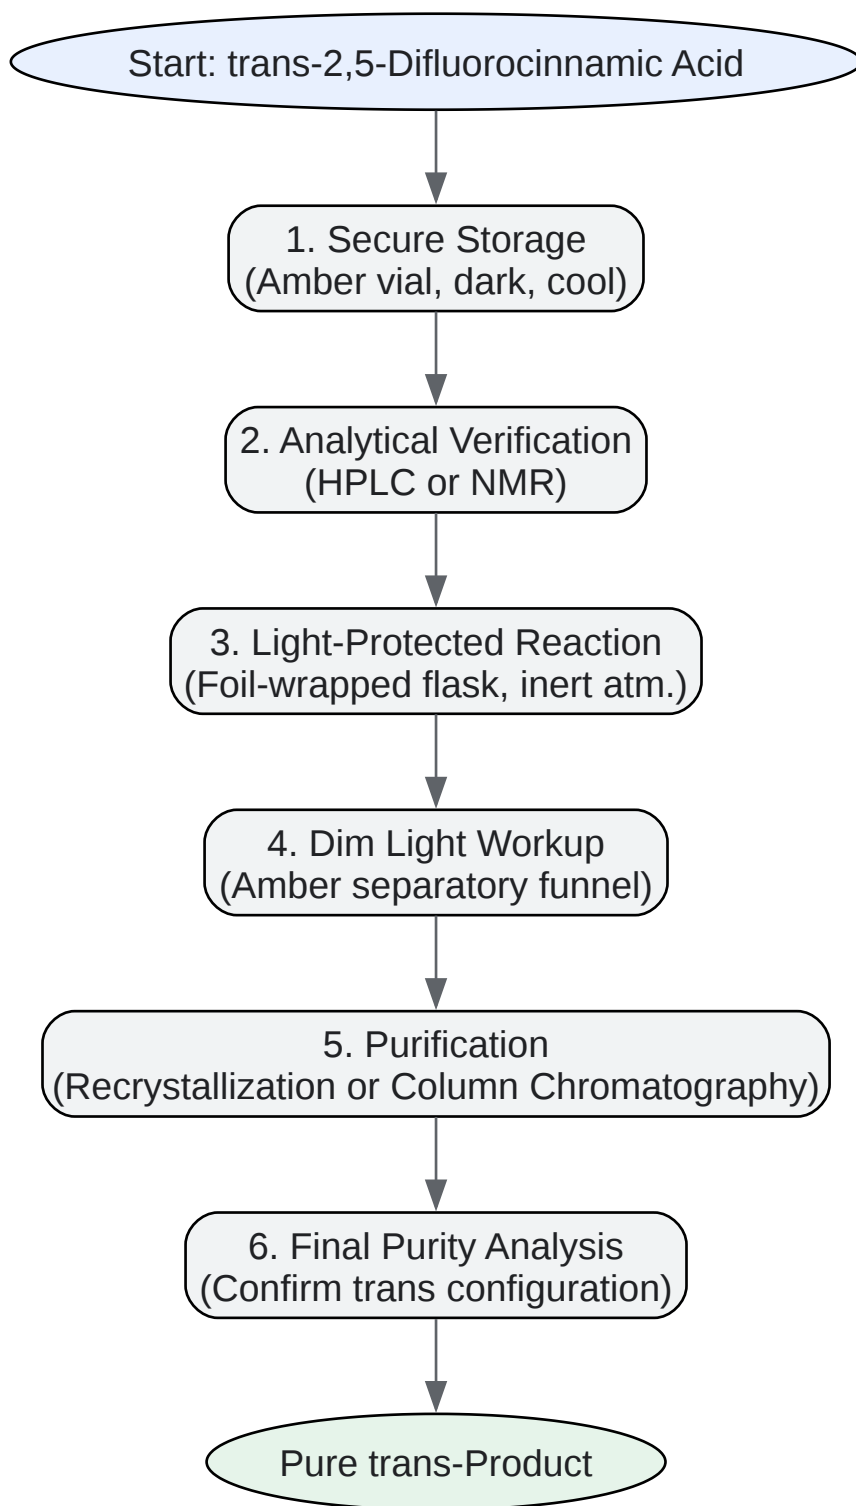 Start: trans-2,5-Difluorocinnamic Acid
1. Secure Storage
(Amber vial, dark, cool)
2. Analytical Verification
(HPLC or NMR)
3. Light-Protected Reaction
(Foil-wrapped flask, inert atm.)
4. Dim Light Workup
(Amber separatory funnel)
5. Purification
(Recrystallization or Column Chromatography)
6. Final Purity Analysis
(Confirm trans configuration)
Pure trans-Product